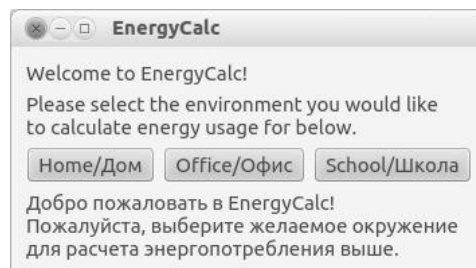 EnergyCalc
Welcome to EnergyCalc!
Please select the environment you would like
to calculate energy usage for below.
Home/Дом Office/Офис School/Школа
Добро пожаловать в EnergyCalc!
Пожалуйста, выберите желаемое окружение
для расчета энергопотребления выше.